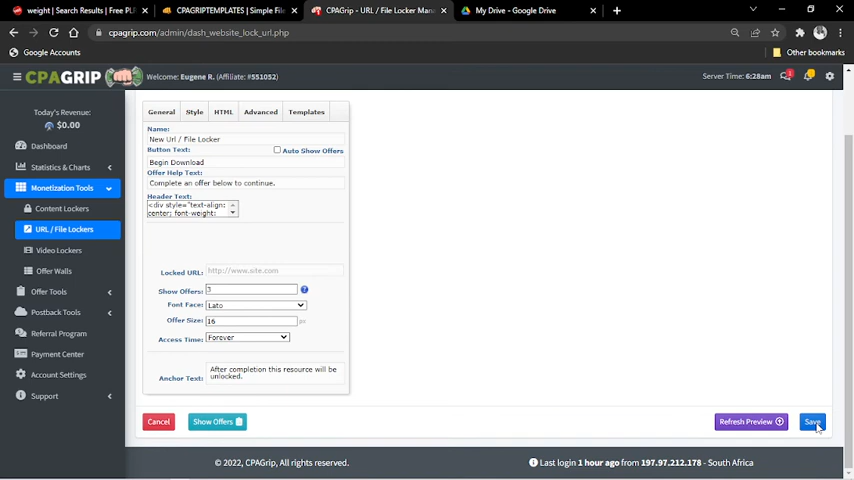 weight | Search Results | Free PLR
CPAGRIPTEMPLATES | Simple File
CPAGrip - URL / File Locker Man
My Drive - Google Drive
cpagrip.com/admin/dash_website_lock_url.php
Google Accounts
Other bookmarks
CPAGRIP
Welcome: Eugene R. (Affiliate: #551052)
Server Time: 6:28am
Today's Revenue:
$0.00
Dashboard
Statistics & Charts
Monetization Tools
Content Lockers
URL / File Lockers
Video Lockers
Offer Walls
Offer Tools
Postback Tools
Referral Program
Payment Center
Account Settings
Support
General Style HTML Advanced Templates
Name:
New Url / File Locker
Button Text:
Auto Show Offers
Begin Download
Offer Help Text:
Complete an offer below to continue.
Header Text:
<div style="text-align:
center; font-weight:
Locked URL: http://www.site.com
Show Offers: 3
Font Face: Lato
Offer Size: 16 px
Access Time: Forever
Anchor Text: After completion this resource will be
unlocked.
Cancel Show Offers Refresh Preview Save
© 2022, CPAGrip, All rights reserved.
Last login 1 hour ago from 197.97.212.178 - South Africa